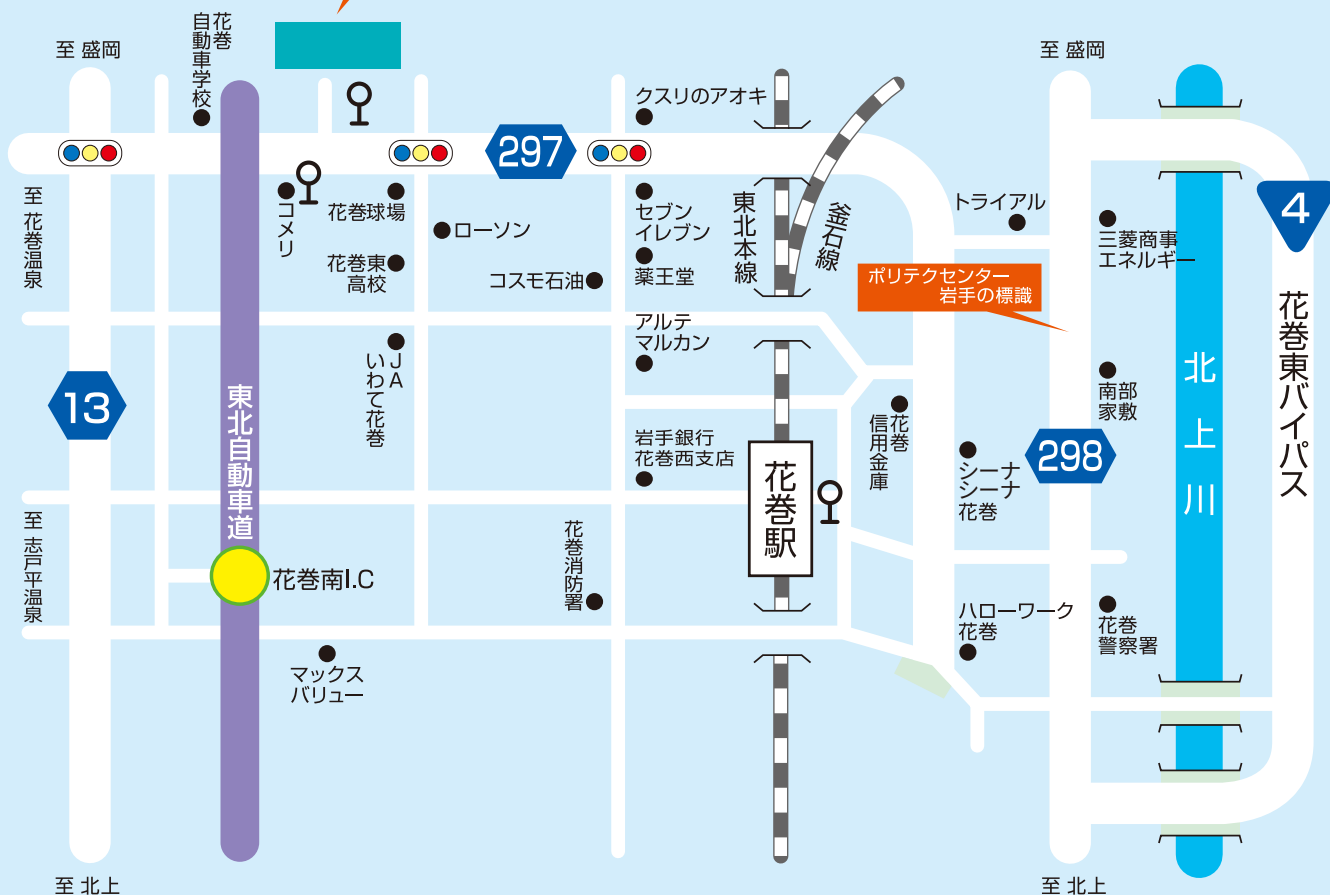 至 盛岡
花巻
自動車学校
至 盛岡
クスリのアオキ
297
至 花巻温泉
コメリ
花巻球場
ローソン
花巻東
高校
コスモ石油
セブン
イレブン
薬王堂
東北本線
釜石線
トライアル
三菱商事
エネルギー
4
ポリテクセンター
岩手の標識
アルテ
マルカン
JA
いわて花巻
13
東北自動車道
岩手銀行
花巻西支店
花巻駅
花巻
信用金庫
シーナ
シーナ
花巻
298
南部
家敷
北上川
花巻東バイパス
至 志戸平温泉
花巻南I.C
花巻消防署
ハローワーク
花巻
花巻
警察署
マックス
バリュー
至 北上
至 北上